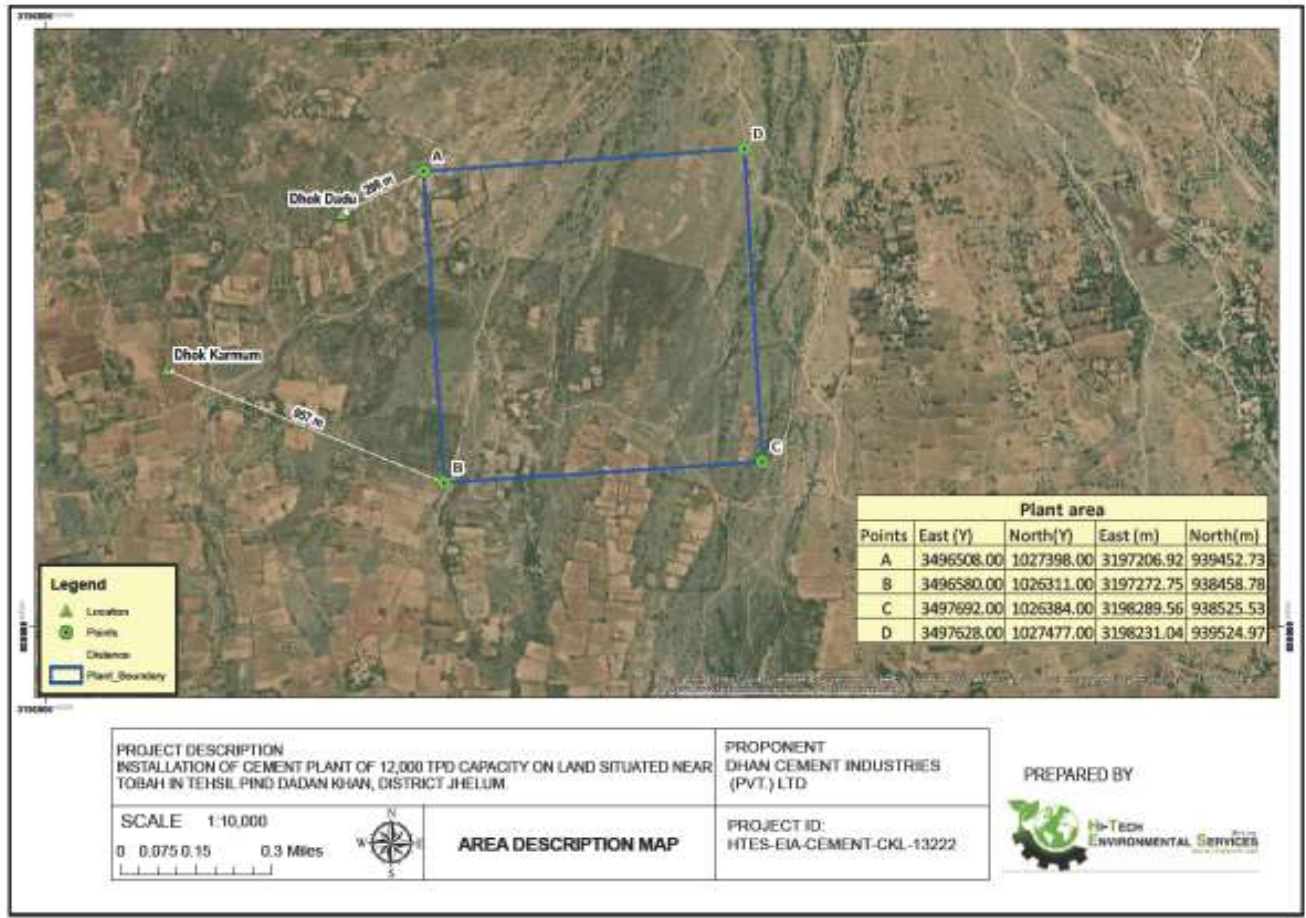 A
D
Dhok Dudu
Dhok Karmum
957 m
B
C
Plant area
Points East (Y) North(Y) East (m) North(m)
A 3496508.00 1027398.00 3197206.92 939452.73
B 3496580.00 1026311.00 3197272.75 938458.78
C 3497692.00 1026384.00 3198289.56 938525.53
D 3497628.00 1027477.00 3198231.04 939524.97
Legend
Location
Points
Distance
Plant_Boundary
PROJECT DESCRIPTION
INSTALLATION OF CEMENT PLANT OF 12,000 TPD CAPACITY ON LAND SITUATED NEAR
TOBAH IN TEHSIL PIND DADAN KHAN, DISTRICT JHELUM.
PROPONENT
DHAN CEMENT INDUSTRIES
(PVT.) LTD
SCALE 1:10,000
0 0.075 0.15 0.3 Miles
N
W E
S
AREA DESCRIPTION MAP
PROJECT ID:
HTES-EIA-CEMENT-CKL-13222
PREPARED BY
HI-TECH
ENVIRONMENTAL SERVICES